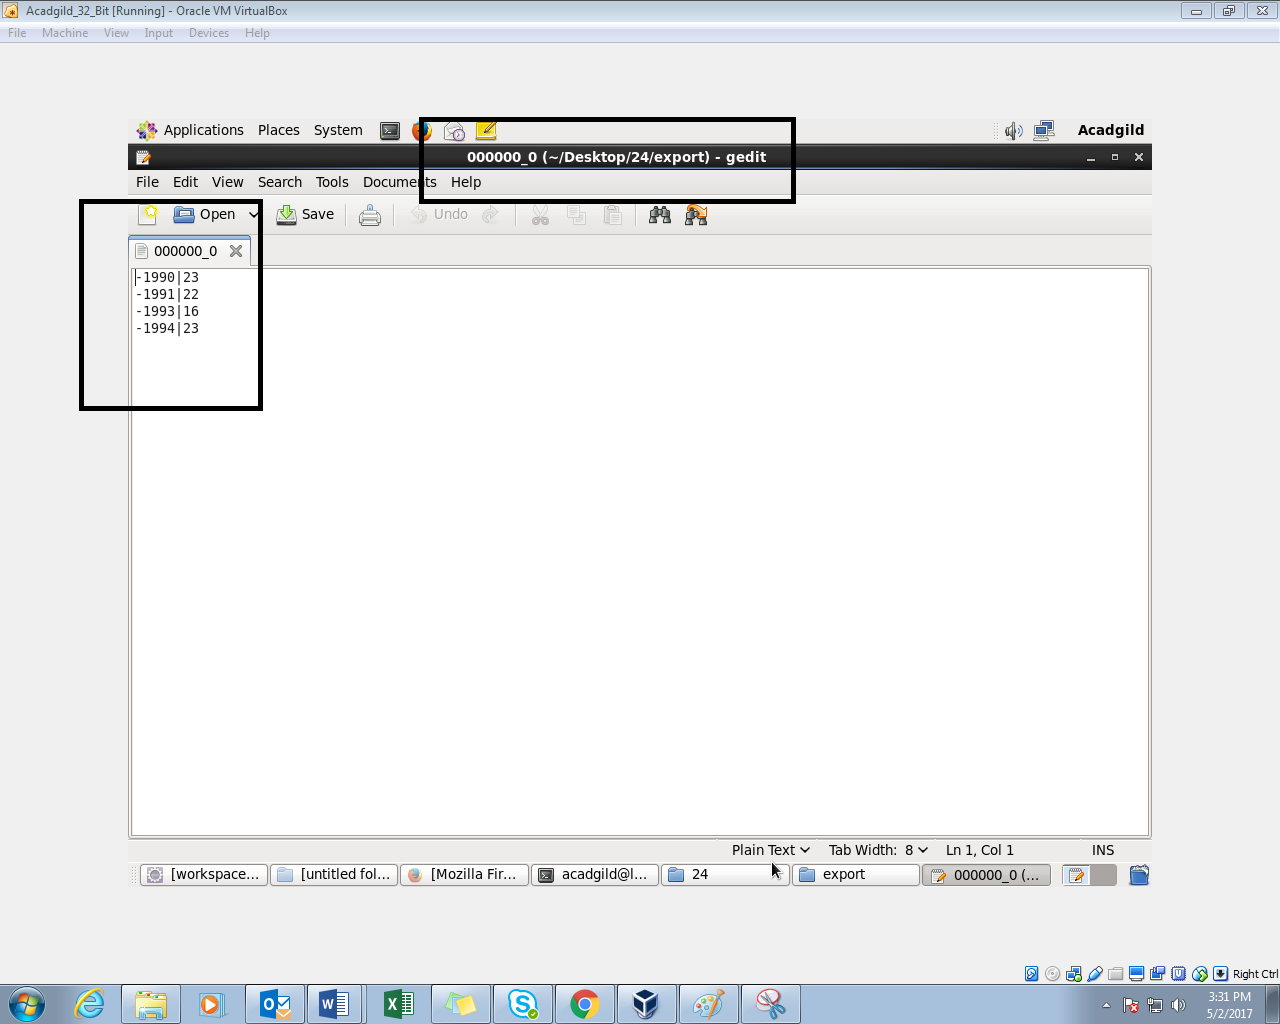 Acadgild_32_Bit [Running] - Oracle VM VirtualBox
File Machine View Input Devices Help
Applications Places System Acadgild
000000_0 (~/Desktop/24/export) - gedit
File Edit View Search Tools Documents Help
Open Save Undo
000000_0
-1990|23
-1991|22
-1993|16
-1994|23
Plain Text Tab Width: 8 Ln 1, Col 1 INS
[workspace... [untitled fol... [Mozilla Fir... acadgild@l... 24 export 000000_0 (...
Right Ctrl
3:31 PM
5/2/2017